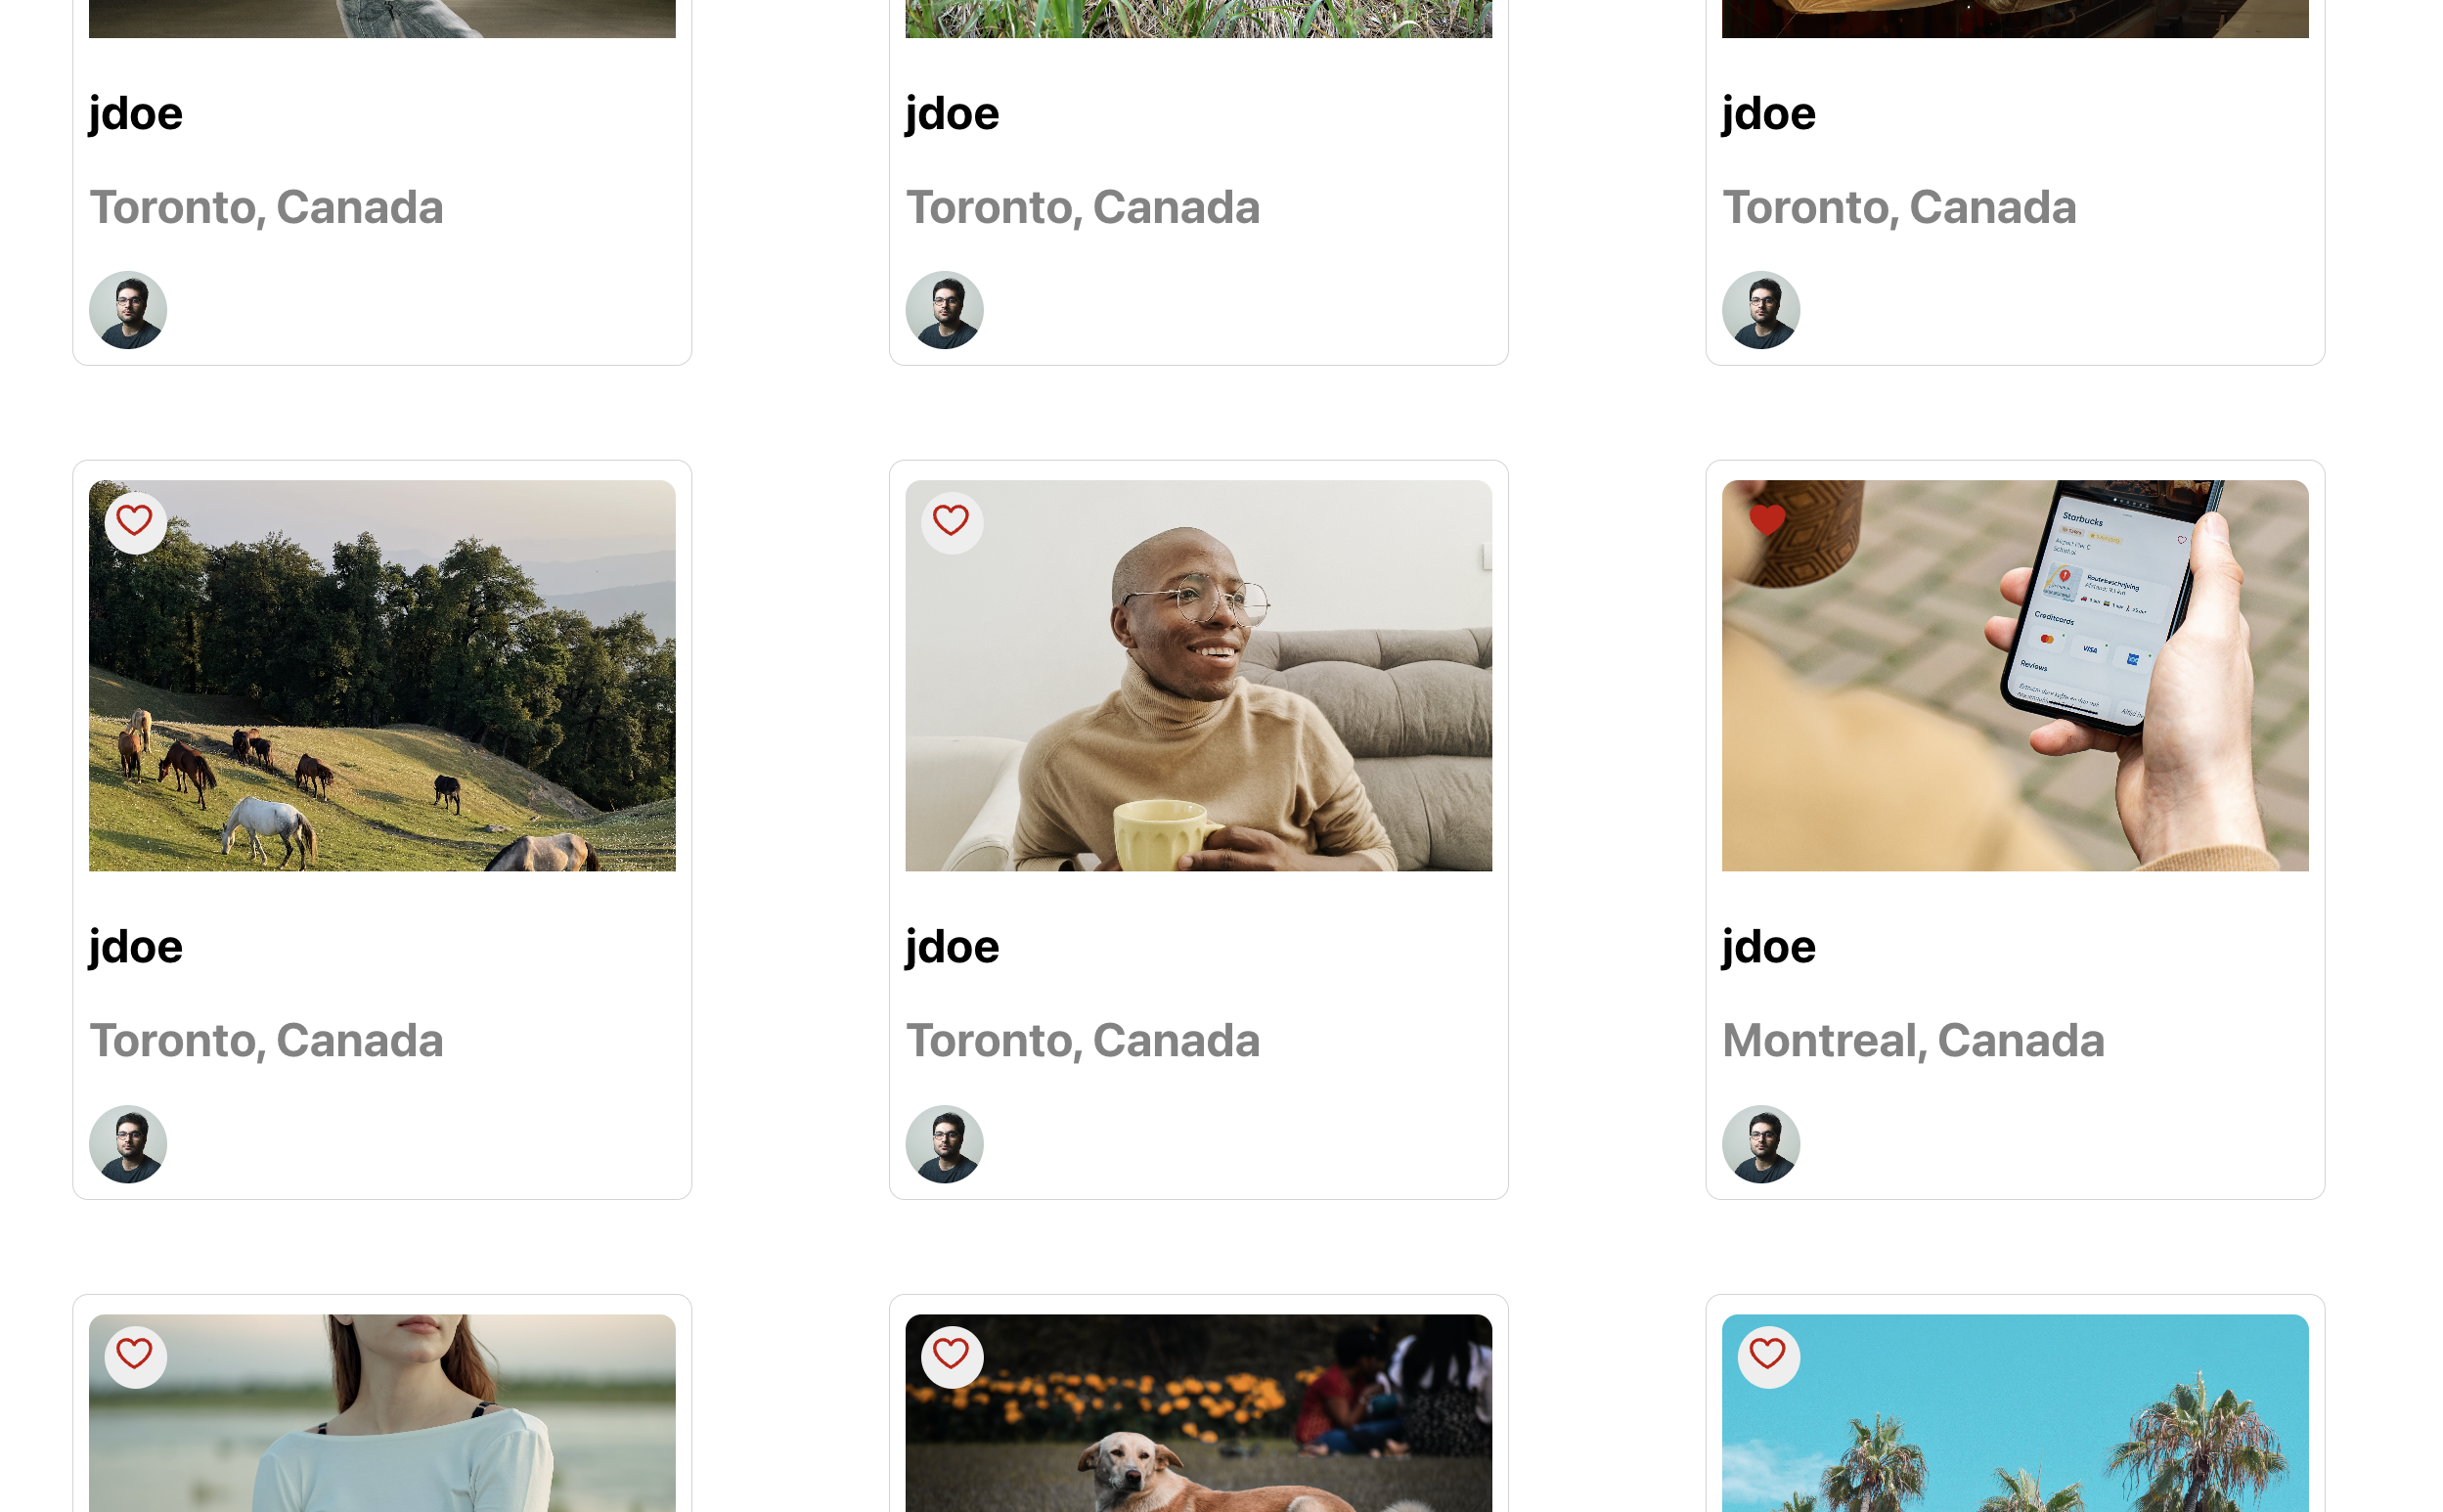 jdoe
jdoe
jdoe
Toronto, Canada
Toronto, Canada
Toronto, Canada
Starbucks
Routebeschrijving
Creditcards
VISA
Reviews
jdoe
jdoe
jdoe
Toronto, Canada
Toronto, Canada
Montreal, Canada